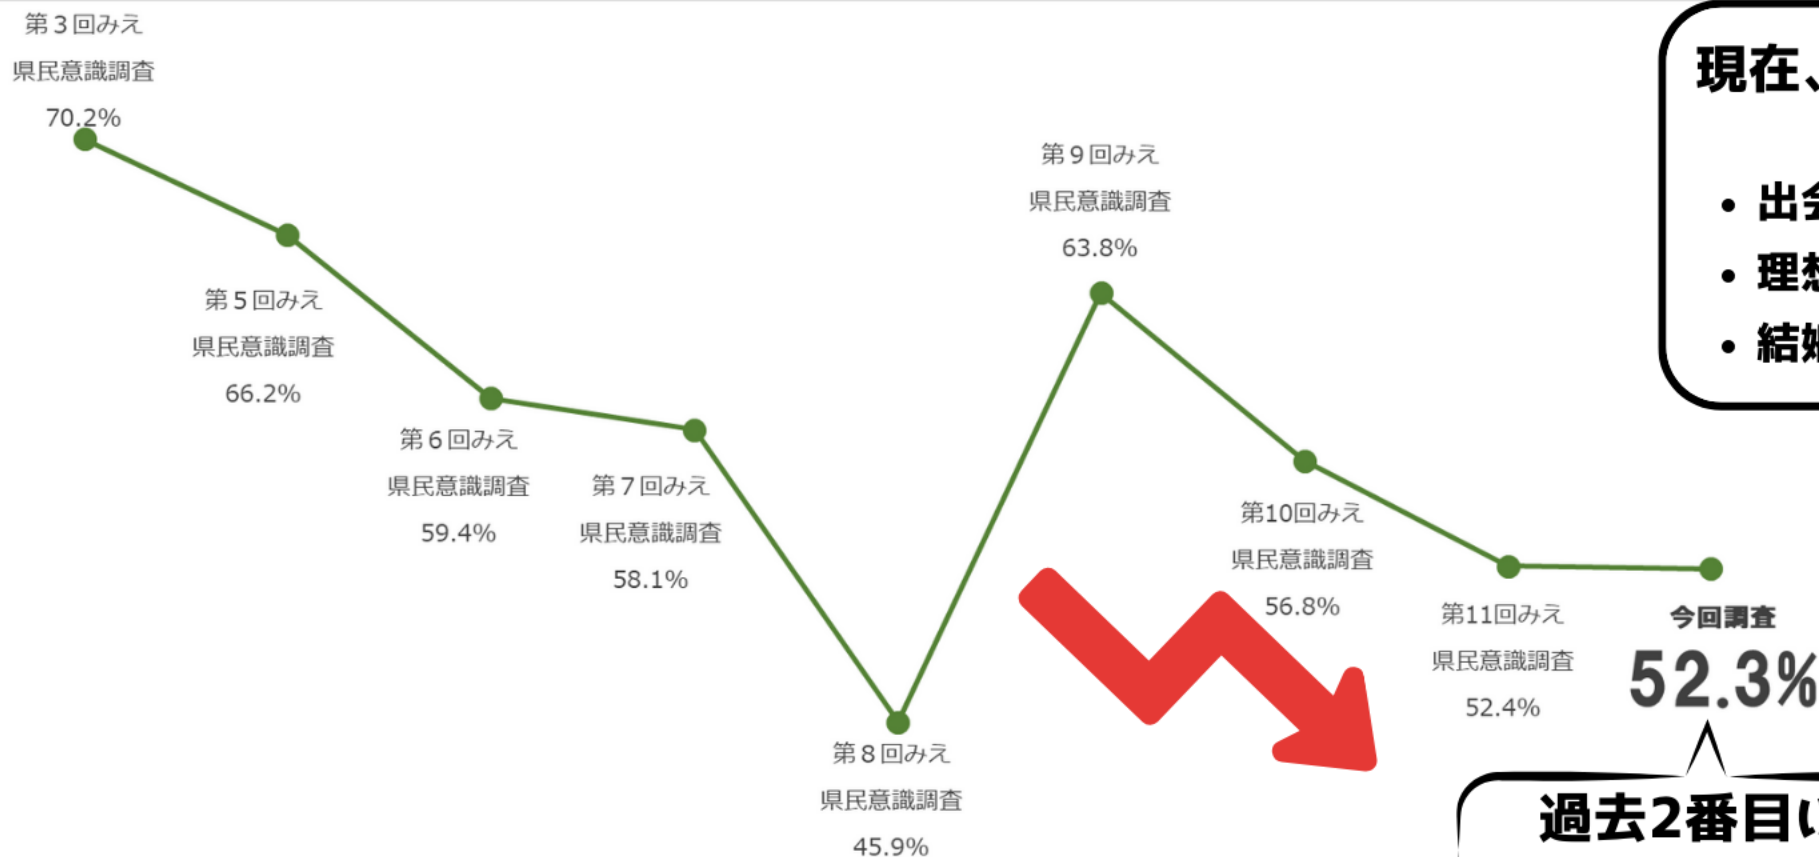 第３回みえ
県民意識調査
70.2%
第５回みえ
県民意識調査
66.2%
第６回みえ
県民意識調査
59.4%
第７回みえ
県民意識調査
58.1%
第８回みえ
県民意識調査
45.9%
第９回みえ
県民意識調査
63.8%
第10回みえ
県民意識調査
56.8%
第11回みえ
県民意識調査
52.4%
今回調査
52.3%
過去2番目
現在、
• 出
• 理
• 結